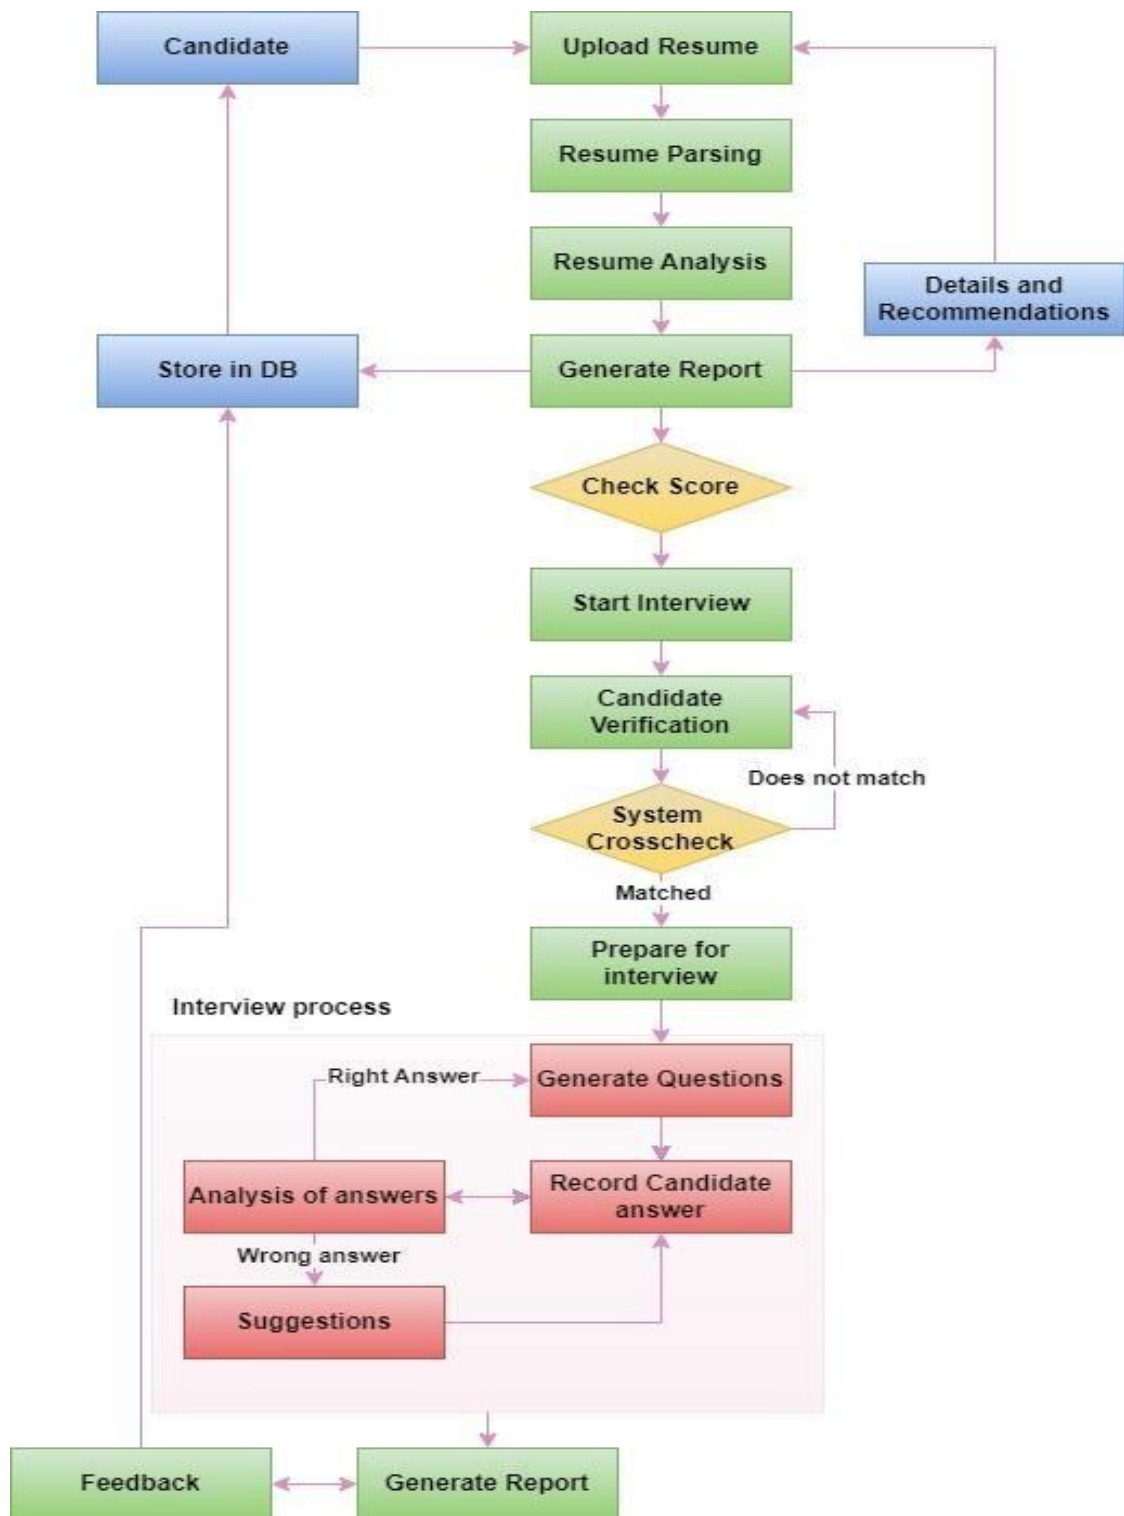 Candidate
Upload Resume
Resume Parsing
Resume Analysis
Details and
Recommendations
Store in DB
Generate Report
Check Score
Start Interview
Candidate
Verification
Does not match
System
Crosscheck
Matched
Prepare for
interview
Interview process
Right Answer
Generate Questions
Analysis of answers
Record Candidate
answer
Wrong answer
Suggestions
Feedback
Generate Report